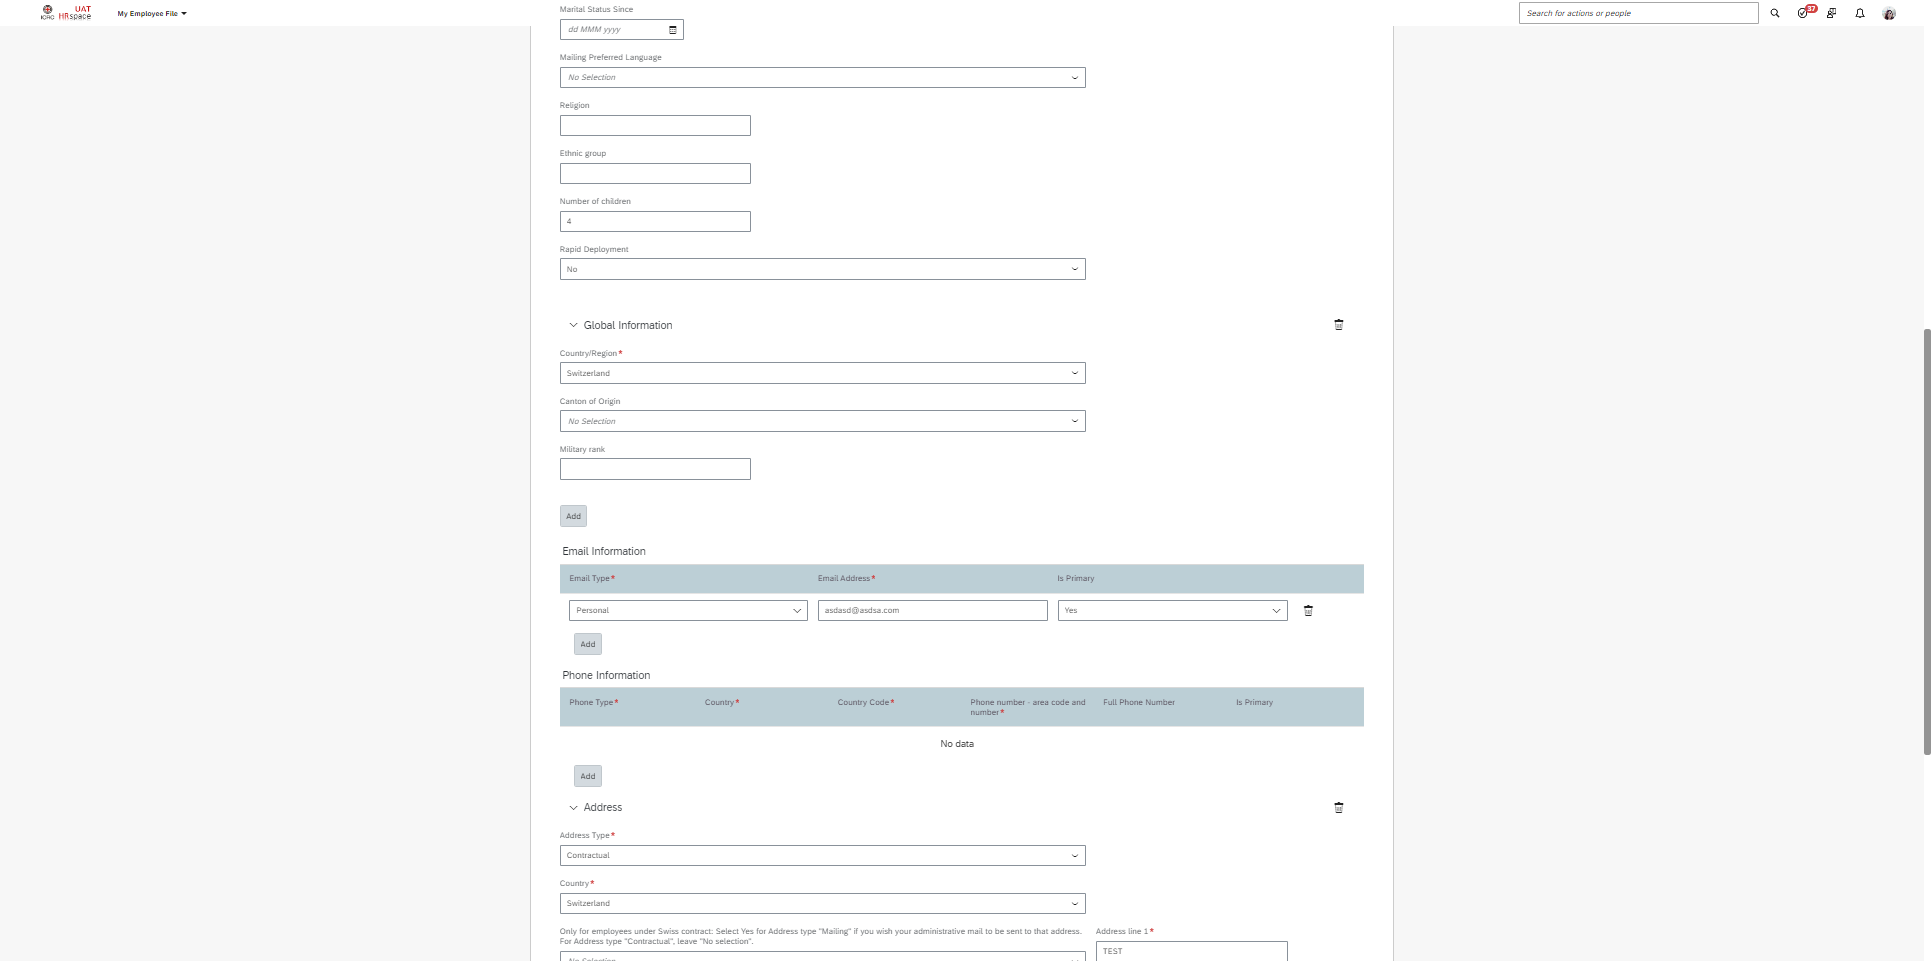 ICRC
UAT
HRspace
My Employee File
Search for actions or people
37
Marital Status Since
dd MMM yyyy
Mailing Preferred Language
No Selection
Religion
Ethnic group
Number of children
4
Rapid Deployment
No
Global Information
Country/Region*
Switzerland
Canton of Origin
No Selection
Military rank
Add
Email Information
Email Type* Email Address* Is Primary
Personal asdasd@asdsa.com Yes
Add
Phone Information
Phone Type* Country* Country Code* Phone number - area code and Full Phone Number Is Primary
number*
No data
Add
Address
Address Type*
Contractual
Country*
Switzerland
Only for employees under Swiss contract: Select Yes for Address type "Mailing" if you wish your administrative mail to be sent to that address. Address line 1*
For Address type "Contractual", leave "No selection".
No Selection TEST